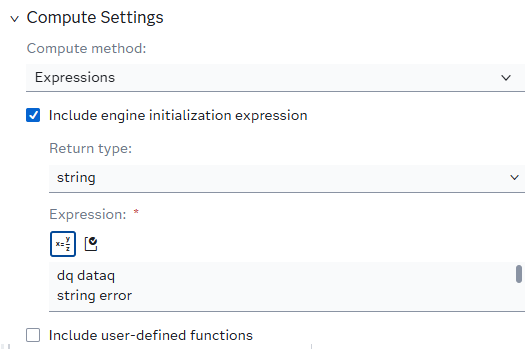 Compute Settings
Compute method:
Expressions
Include engine initialization expression
Return type:
string
Expression: *
x=y/z
dq dataq
string error
Include user-defined functions